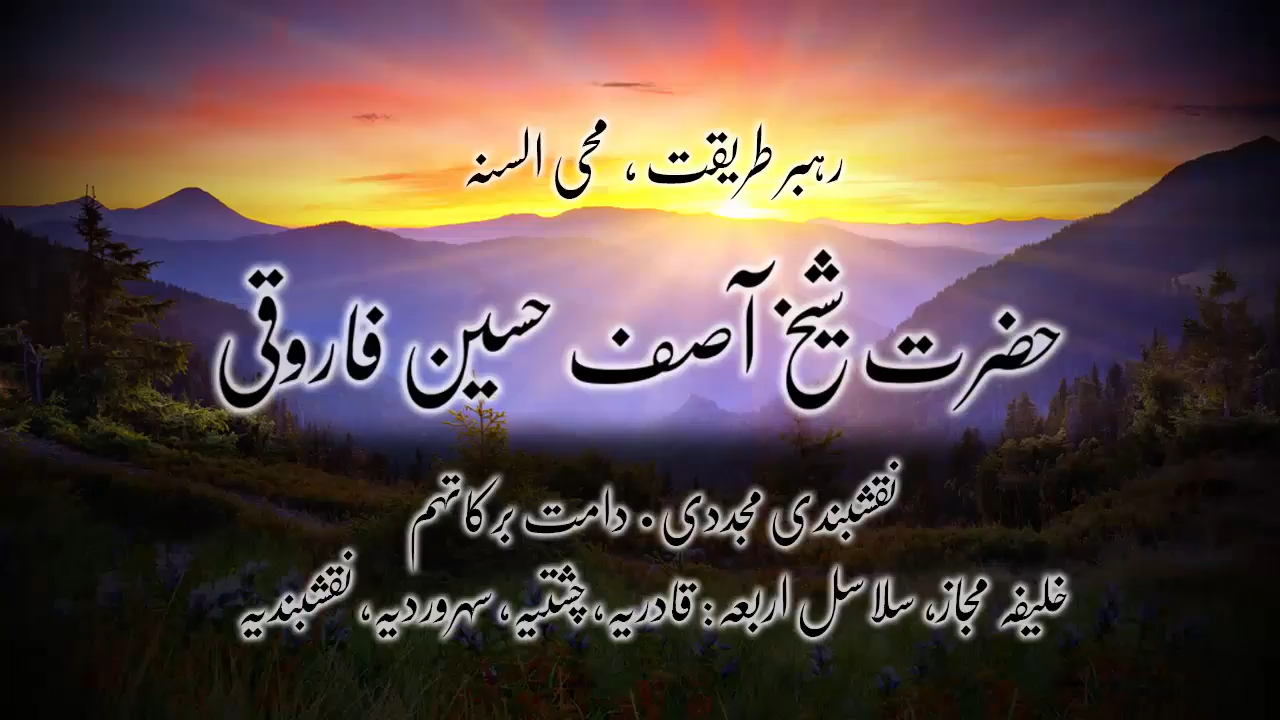 رہبر طریقت ، محی السنہ
حضرت شیخ آصف حسین فاروقی
نقشبندی مجددی . دامت برکاتہم
خلیفہ مجاز، سلاسل اربعہ : قادریہ، چشتیہ، سہروردیہ، نقشبندیہ